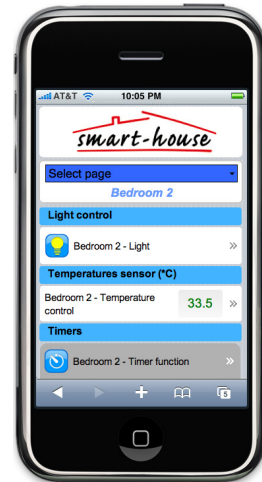 AT&T 10:05 PM
smart-house
Select page
Bedroom 2
Light control
Bedroom 2 - Light »
Temperatures sensor (°C)
Bedroom 2 - Temperature
control 33.5 »
Timers
Bedroom 2 - Timer function »
5